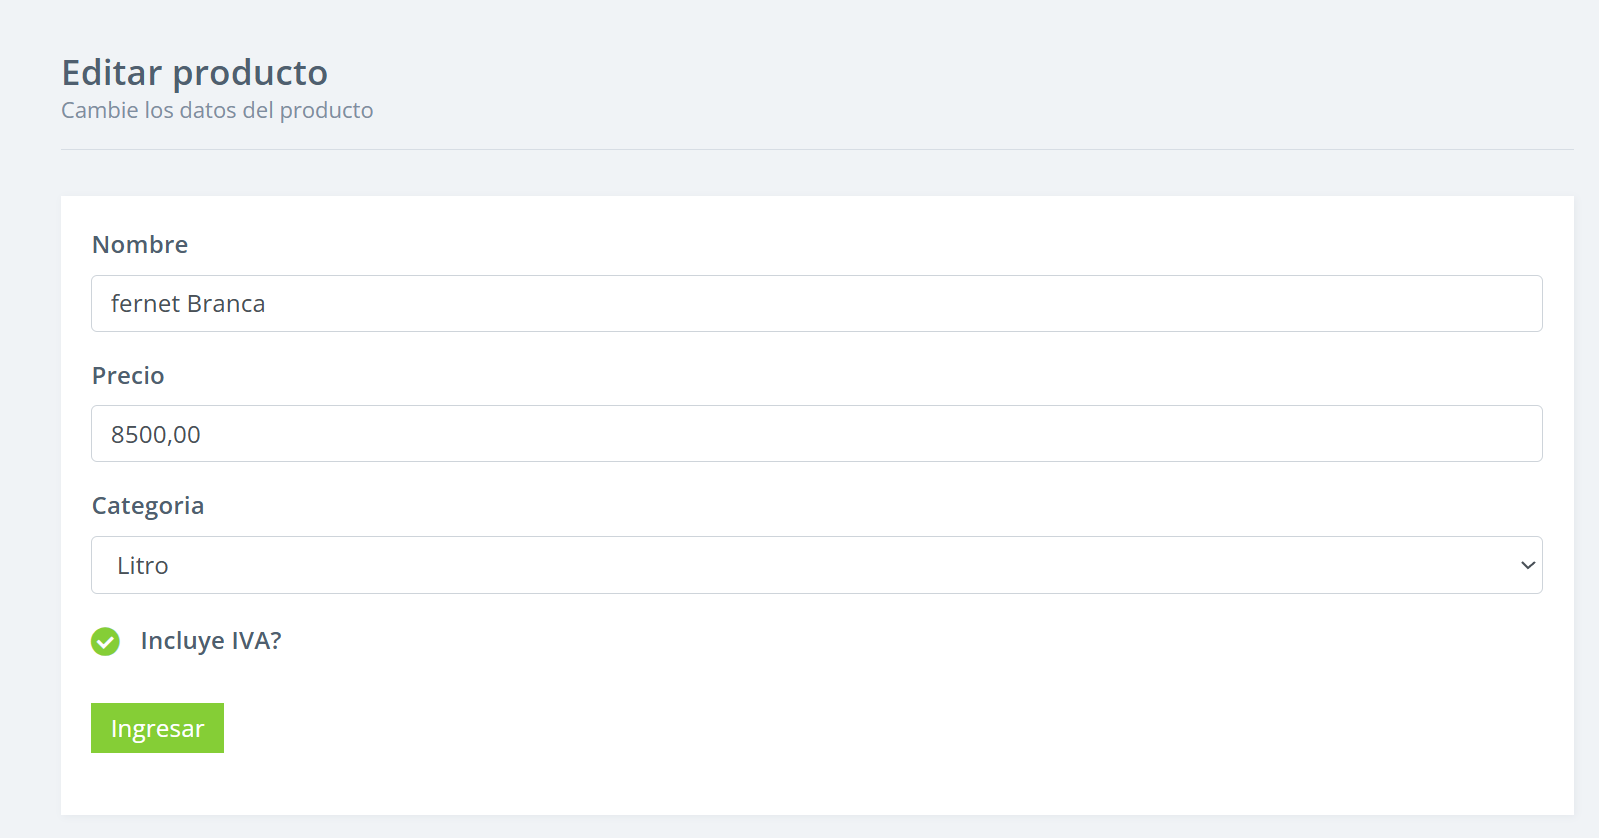 Editar producto
Cambie los datos del producto
Nombre
fernet Branca
Precio
8500,00
Categoria
Litro
Incluye IVA?
Ingresar